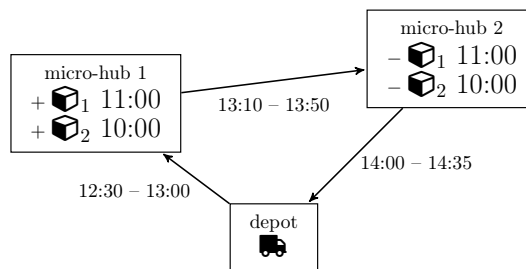 micro-hub 1
+ 1 11:00
+ 2 10:00
micro-hub 2
− 1 11:00
− 2 10:00
13:10 – 13:50
14:00 – 14:35
12:30 – 13:00
depot